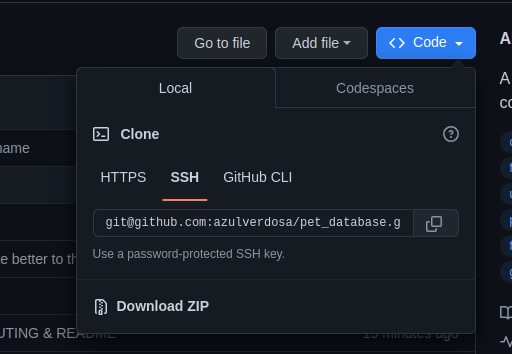 Go to file Add file Code
A
Local Codespaces
A
Clone
name
HTTPS SSH GitHub CLI
git@github.com:azulverdosa/pet_database.g
Use a password-protected SSH key.
e better to th
Download ZIP
UTING & README 15 minutes ago